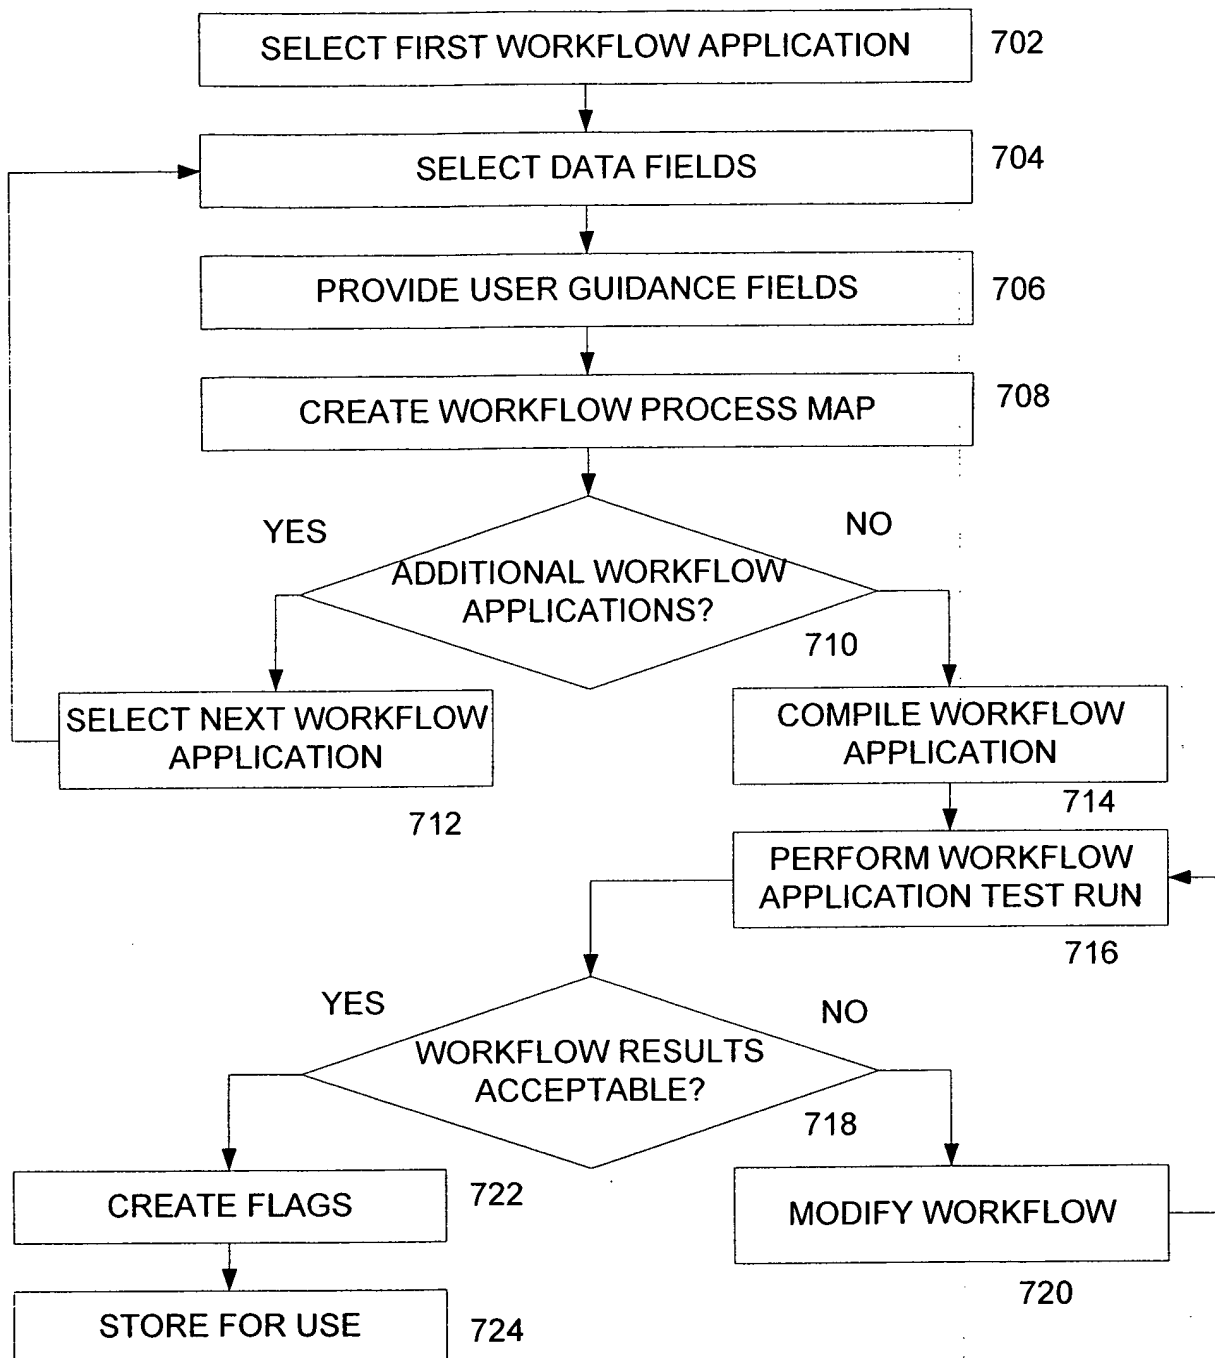 SELECT FIRST WORKFLOW APPLICATION
702
SELECT DATA FIELDS
704
PROVIDE USER GUIDANCE FIELDS
706
CREATE WORKFLOW PROCESS MAP
708
YES
NO
ADDITIONAL WORKFLOW
APPLICATIONS?
710
SELECT NEXT WORKFLOW
APPLICATION
712
COMPILE WORKFLOW
APPLICATION
714
PERFORM WORKFLOW
APPLICATION TEST RUN
716
YES
NO
WORKFLOW RESULTS
ACCEPTABLE?
718
CREATE FLAGS
722
MODIFY WORKFLOW
720
STORE FOR USE
724